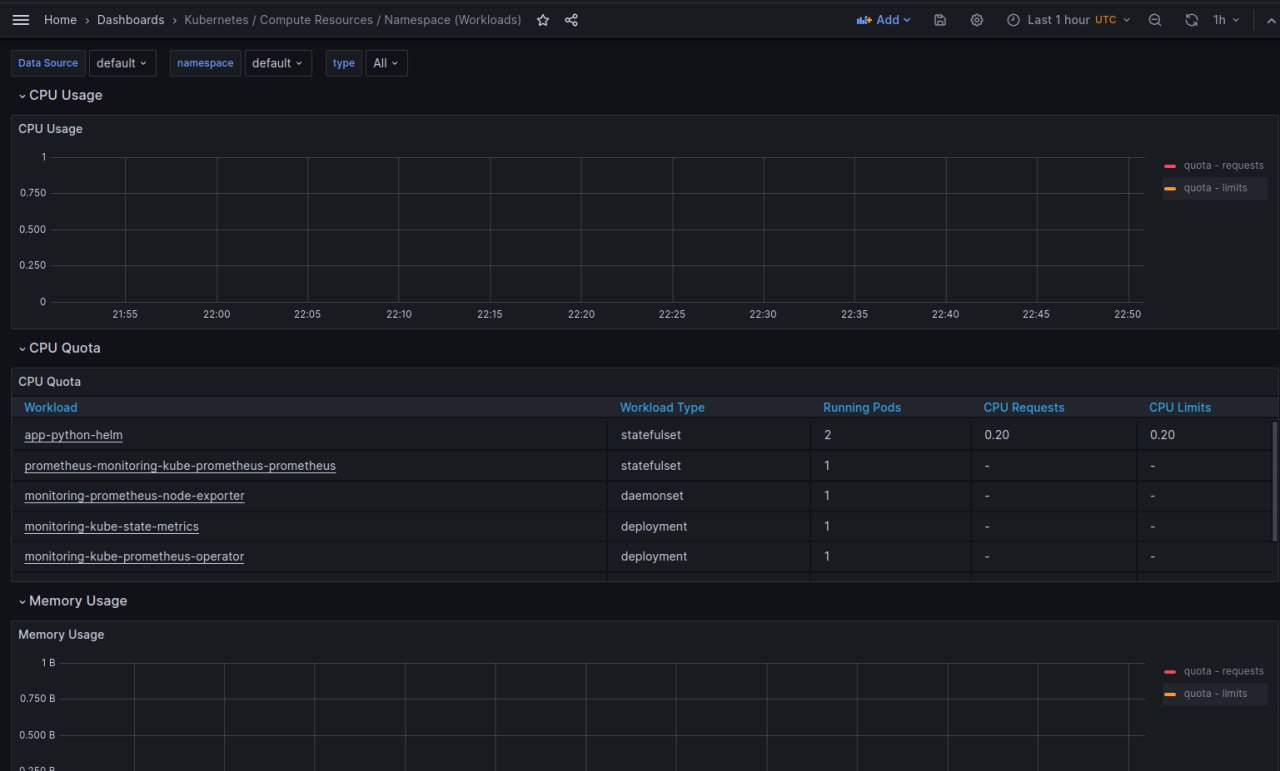 Home › Dashboards › Kubernetes / Compute Resources / Namespace (Workloads) Add Last 1 hour UTC 1h
Data Source default namespace default type All
CPU Usage
CPU Usage
1
0.750
0.500
0.250
0
21:55 22:00 22:05 22:10 22:15 22:20 22:25 22:30 22:35 22:40 22:45 22:50
quota - requests
quota - limits
CPU Quota
CPU Quota
Workload Workload Type Running Pods CPU Requests CPU Limits
app-python-helm statefulset 2 0.20 0.20
prometheus-monitoring-kube-prometheus-prometheus statefulset 1 - -
monitoring-prometheus-node-exporter daemonset 1 - -
monitoring-kube-state-metrics deployment 1 - -
monitoring-kube-prometheus-operator deployment 1 - -
Memory Usage
Memory Usage
1 B
0.750 B
0.500 B
0.250 B
quota - requests
quota - limits